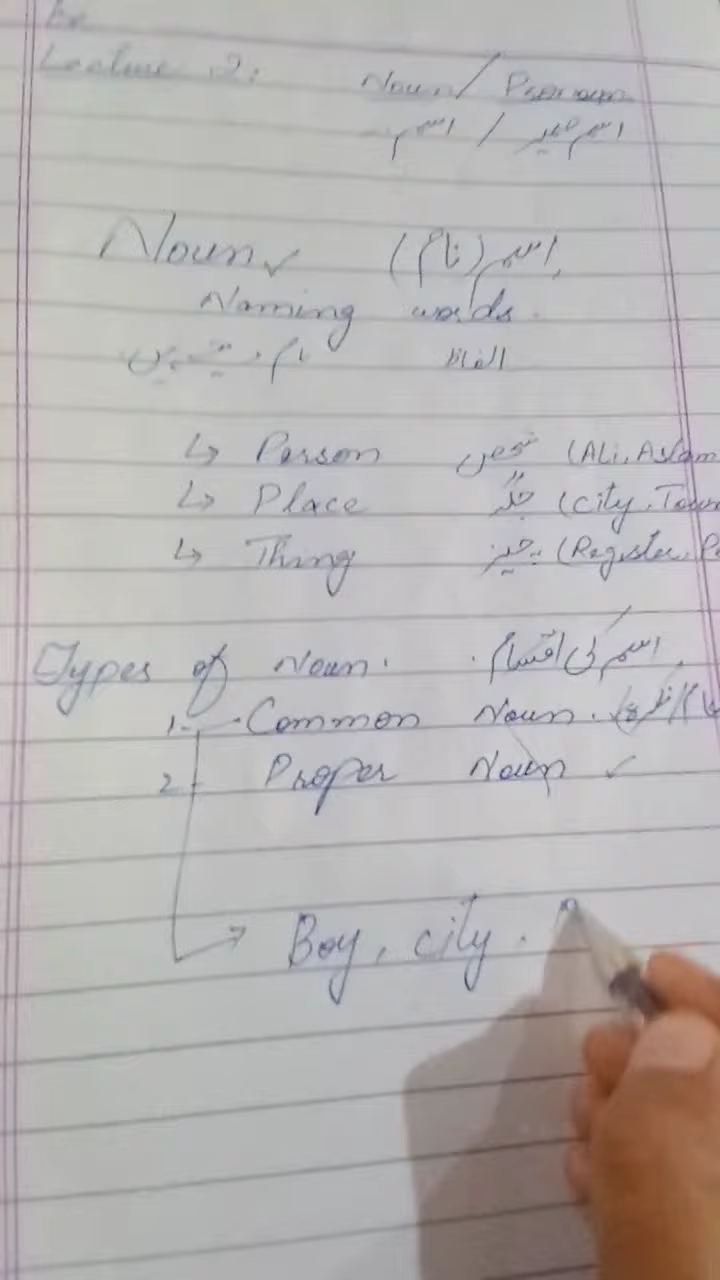 Lecture 2: Noun / Pronoun
اسم / اسم ضمیر
Noun ✓ اسم (نام)
Naming words.
نام الفاظ
↳ Person شخص (Ali, Aslam
↳ Place جگہ (city, Town
↳ Thing چیز (Register, Pe
Types of Noun. اسم کی اقسام
1- Common Noun.
2- Proper Noun ✓
→ Boy, city.